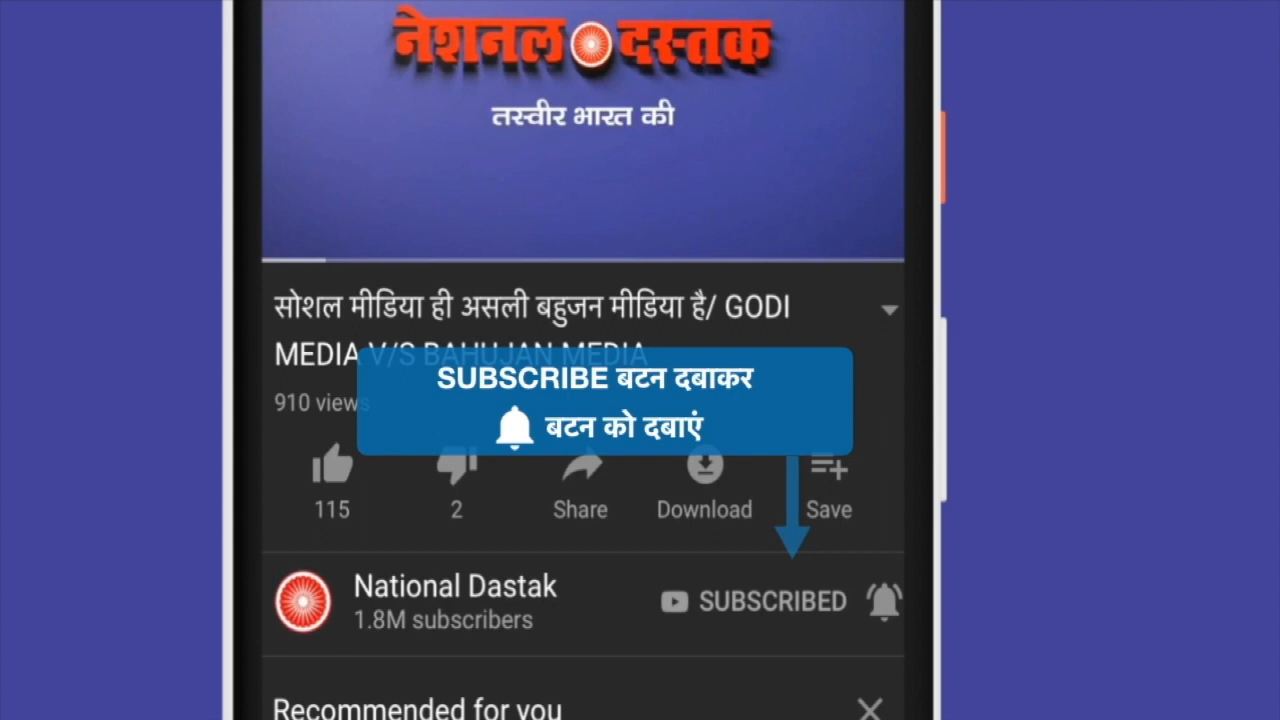 नेशनल दस्तक
तस्वीर भारत की
सोशल मीडिया ही असली बहुजन मीडिया है/ GODI
MEDIA V/S BAHUJAN MEDIA
910 views
SUBSCRIBE बटन दबाकर
बटन को दबाएं
115
2
Share
Download
Save
National Dastak
1.8M subscribers
SUBSCRIBED
Recommended for you